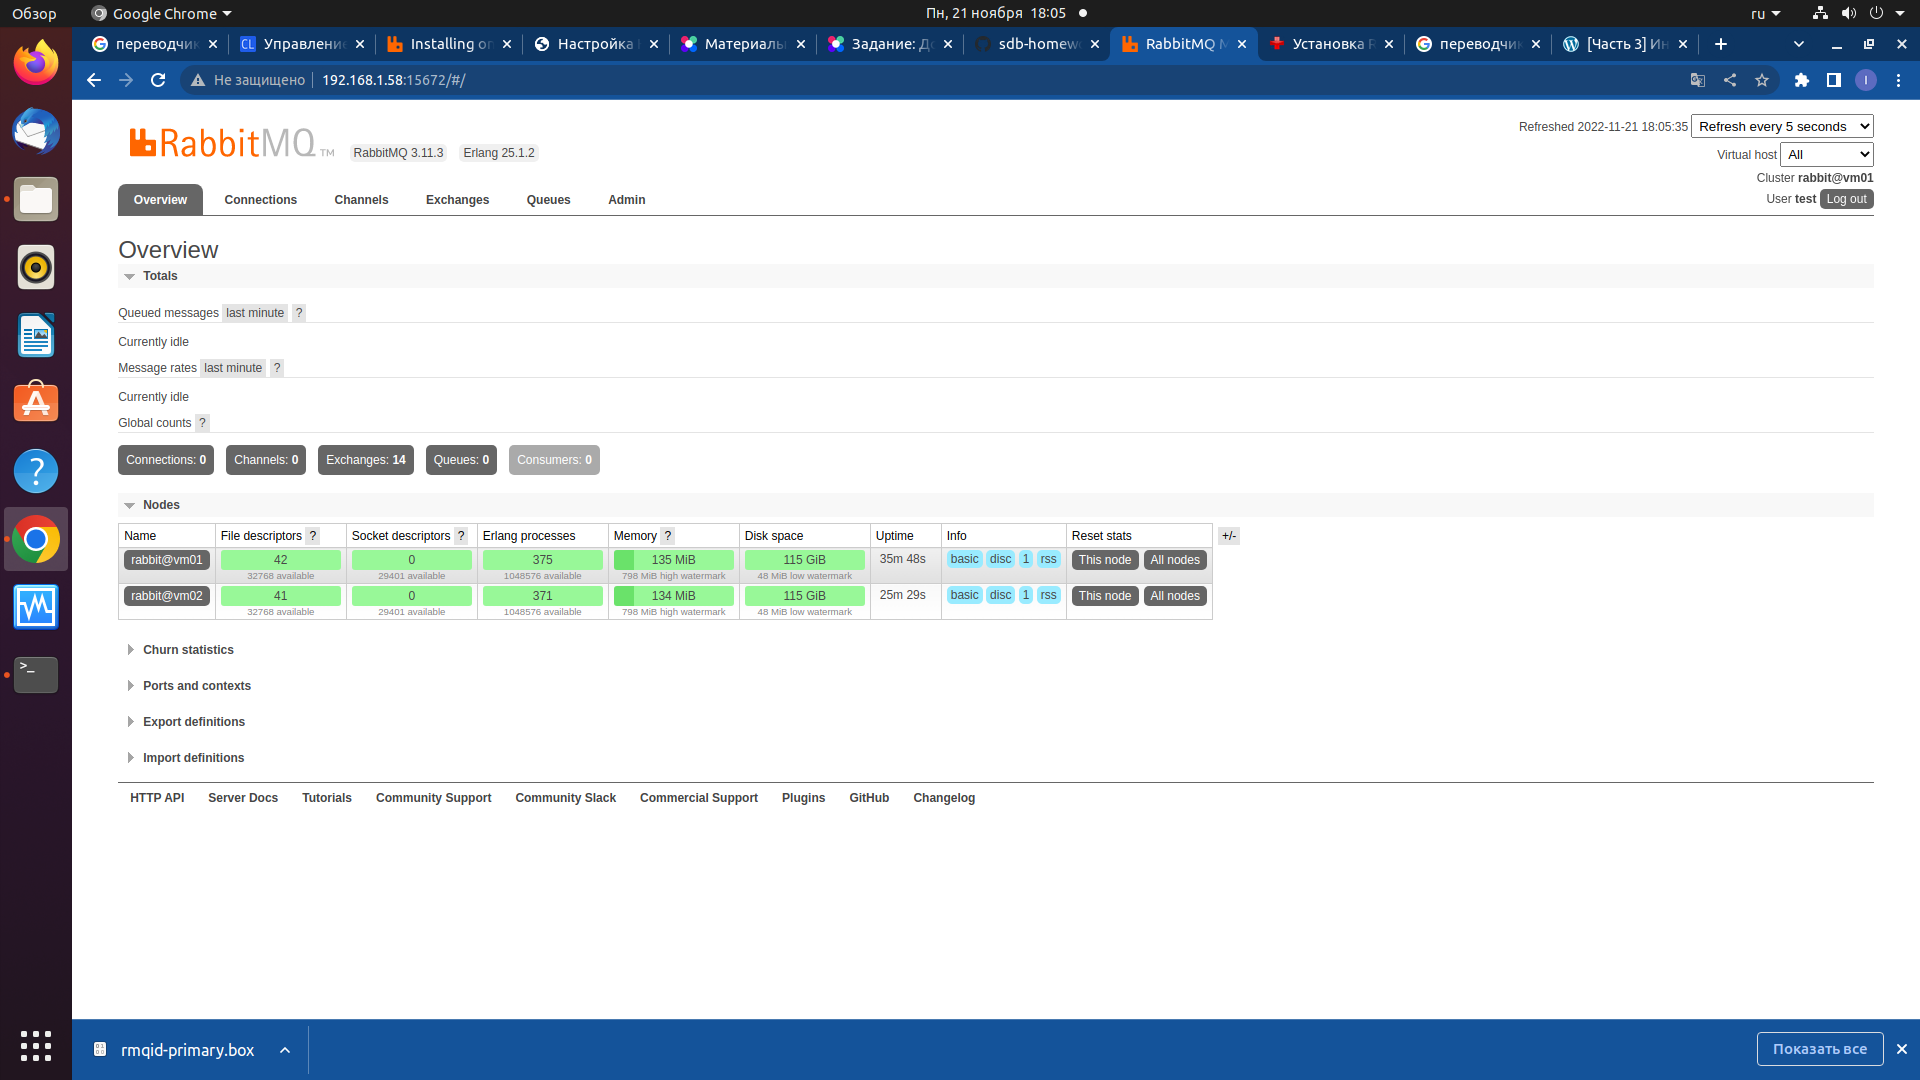 Обзор
Google Chrome
Пн, 21 ноября 18:05
ru
переводчик
Управление
Installing on
Настройка
Материалы
Задание: До
sdb-homewo
RabbitMQ M
Установка R
переводчик
[Часть 3] Ин
Не защищено
192.168.1.58:15672/#/
I
RabbitMQ TM
RabbitMQ 3.11.3
Erlang 25.1.2
Refreshed 2022-11-21 18:05:35
Refresh every 5 seconds
Virtual host
All
Cluster rabbit@vm01
User test
Log out
Overview
Connections
Channels
Exchanges
Queues
Admin
Overview
Totals
Queued messages last minute ?
Currently idle
Message rates last minute ?
Currently idle
Global counts ?
Connections: 0
Channels: 0
Exchanges: 14
Queues: 0
Consumers: 0
Nodes
Name File descriptors ? Socket descriptors ? Erlang processes Memory ? Disk space Uptime Info Reset stats +/-
rabbit@vm01 42 0 375 135 MiB 115 GiB 35m 48s basic disc 1 rss This node All nodes
32768 available 29401 available 1048576 available 798 MiB high watermark 48 MiB low watermark
rabbit@vm02 41 0 371 134 MiB 115 GiB 25m 29s basic disc 1 rss This node All nodes
32768 available 29401 available 1048576 available 798 MiB high watermark 48 MiB low watermark
Churn statistics
Ports and contexts
Export definitions
Import definitions
HTTP API
Server Docs
Tutorials
Community Support
Community Slack
Commercial Support
Plugins
GitHub
Changelog
rmqid-primary.box
Показать все